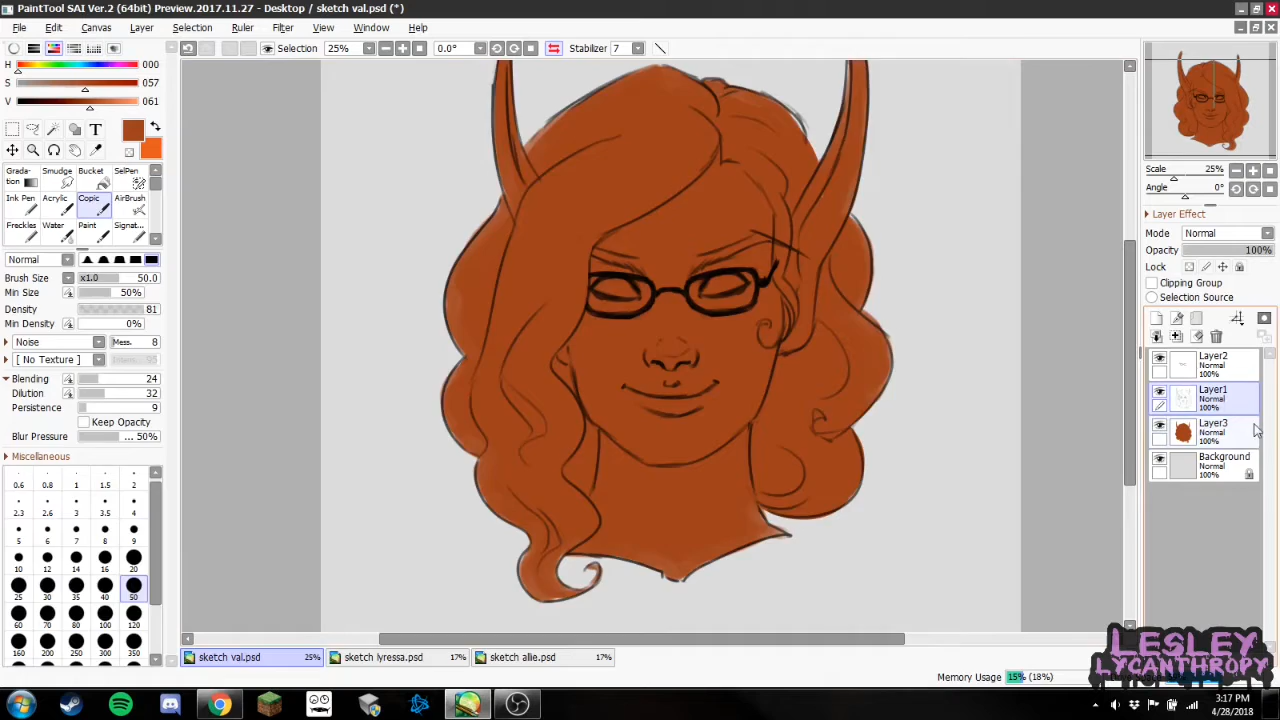 PaintTool SAI Ver.2 (64bit) Preview.2017.11.27 - Desktop / sketch val.psd (*)
File Edit Canvas Layer Selection Ruler Filter View Window Help
Selection 25% 0.0° Stabilizer 7
H 000
S 057
V 061
T
Grada-tion Smudge Bucket SelPen
Ink Pen Acrylic Copic AirBrush
Freckles Water Paint Signat...
Normal
Brush Size x1.0 50.0
Min Size 50%
Density 81
Min Density 0%
Noise Mess. 8
[ No Texture ]
Blending 24
Dilution 32
Persistence 9
Keep Opacity
Blur Pressure ... 50%
Miscellaneous
0.6 0.8 1 1.5 2
2.3 2.6 3 3.5 4
5 6 7 8 9
10 12 14 16 20
25 30 35 40 50
60 70 80 90 100
120 160 200 250 300 350
Scale 25%
Angle 0°
Layer Effect
Mode Normal
Opacity 100%
Lock
Clipping Group
Selection Source
Layer2
Normal
100%
Layer1
Normal
100%
Layer3
Normal
100%
Background
Normal
100%
sketch val.psd 25% sketch lyressa.psd 17% sketch allie.psd 17%
Memory Usage 15% (18%)
LESLEY
LYCANTHROPY
3:17 PM
4/28/2018